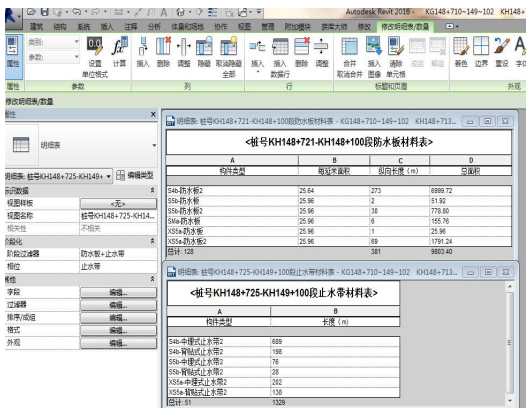 Autodesk Revit 2016 - KG148+710~149~102 KH148+
建筑 结构 系统 插入 注释 分析 体量和场地 协作 视图 管理 附加模块 族库大师 修改 修改明细表/数量
类别:
参数:
属性 设置 单位格式 计算 插入 删除 调整 隐藏 取消隐藏 全部 插入 插入 数据行 删除 调整 合并 取消合并 插入 图像 清除 单元格 成组 解组 着色 边界 重设
属性 参数 列 行 标题和页眉 外观
修改明细表/数量
属性
明细表
明细表: 桩号KH148+725-KH149+ 编辑类型
标识数据
视图样板 <无>
视图名称 桩号KH148+725-KH14...
相关性 不相关
阶段化
阶段过滤器 防水板+止水带
相位 止水带
其他
字段 编辑...
过滤器 编辑...
排序/成组 编辑...
格式 编辑...
外观 编辑...
明细表: 桩号KH148+721-KH148+100段防水板材料表 - KG148+710~149~102 KH148+713...
<桩号KH148+721-KH148+100段防水板材料表>
A B C D
构件类型 每延米面积 纵向长度（m） 总面积
S4b-防水板2 25.64 273 6999.72
S5b-防水板2 25.96 2 51.92
S5b-防水板2 25.96 30 778.80
SMa-防水板2 25.96 6 155.76
XS5a-防水板2 25.96 1 25.96
XS5a-防水板2 25.96 69 1791.24
总计: 128 381 9803.40
明细表: 桩号KH148+725-KH149+100段止水带材料表 - KG148+710~149~102 KH148+713...
<桩号KH148+725-KH149+100段止水带材料表>
A B
构件类型 长度（m）
S4b-中埋式止水带2 689
S4b-背贴式止水带2 198
S5b-中埋式止水带2 76
S5b-背贴式止水带2 28
XS5a-中埋式止水带2 202
XS5a-背贴式止水带2 138
总计: 51 1329